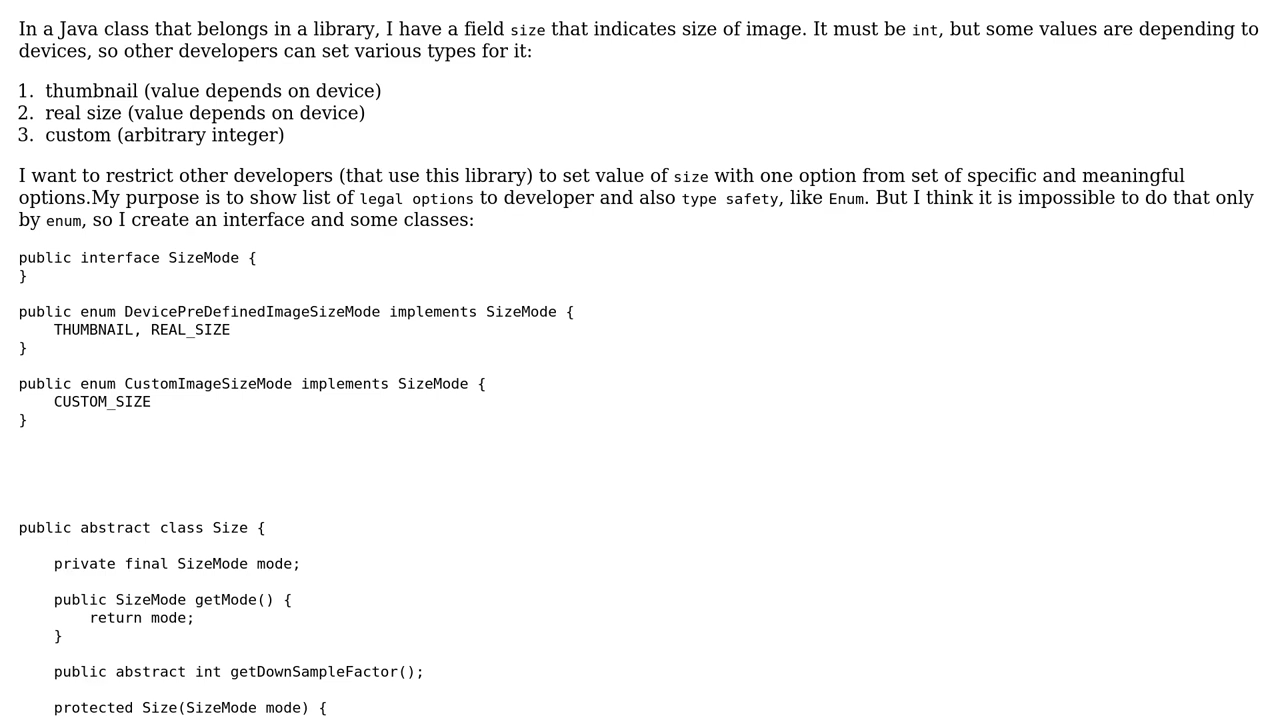 In a Java class that belongs in a library, I have a field size that indicates size of image. It must be int, but some values are depending to
devices, so other developers can set various types for it:
1. thumbnail (value depends on device)
2. real size (value depends on device)
3. custom (arbitrary integer)
I want to restrict other developers (that use this library) to set value of size with one option from set of specific and meaningful
options.My purpose is to show list of legal options to developer and also type safety, like Enum. But I think it is impossible to do that only
by enum, so I create an interface and some classes:
public interface SizeMode {
}
public enum DevicePreDefinedImageSizeMode implements SizeMode {
    THUMBNAIL, REAL_SIZE
}
public enum CustomImageSizeMode implements SizeMode {
    CUSTOM_SIZE
}
public abstract class Size {
    private final SizeMode mode;
    public SizeMode getMode() {
        return mode;
    }
    public abstract int getDownSampleFactor();
    protected Size(SizeMode mode) {